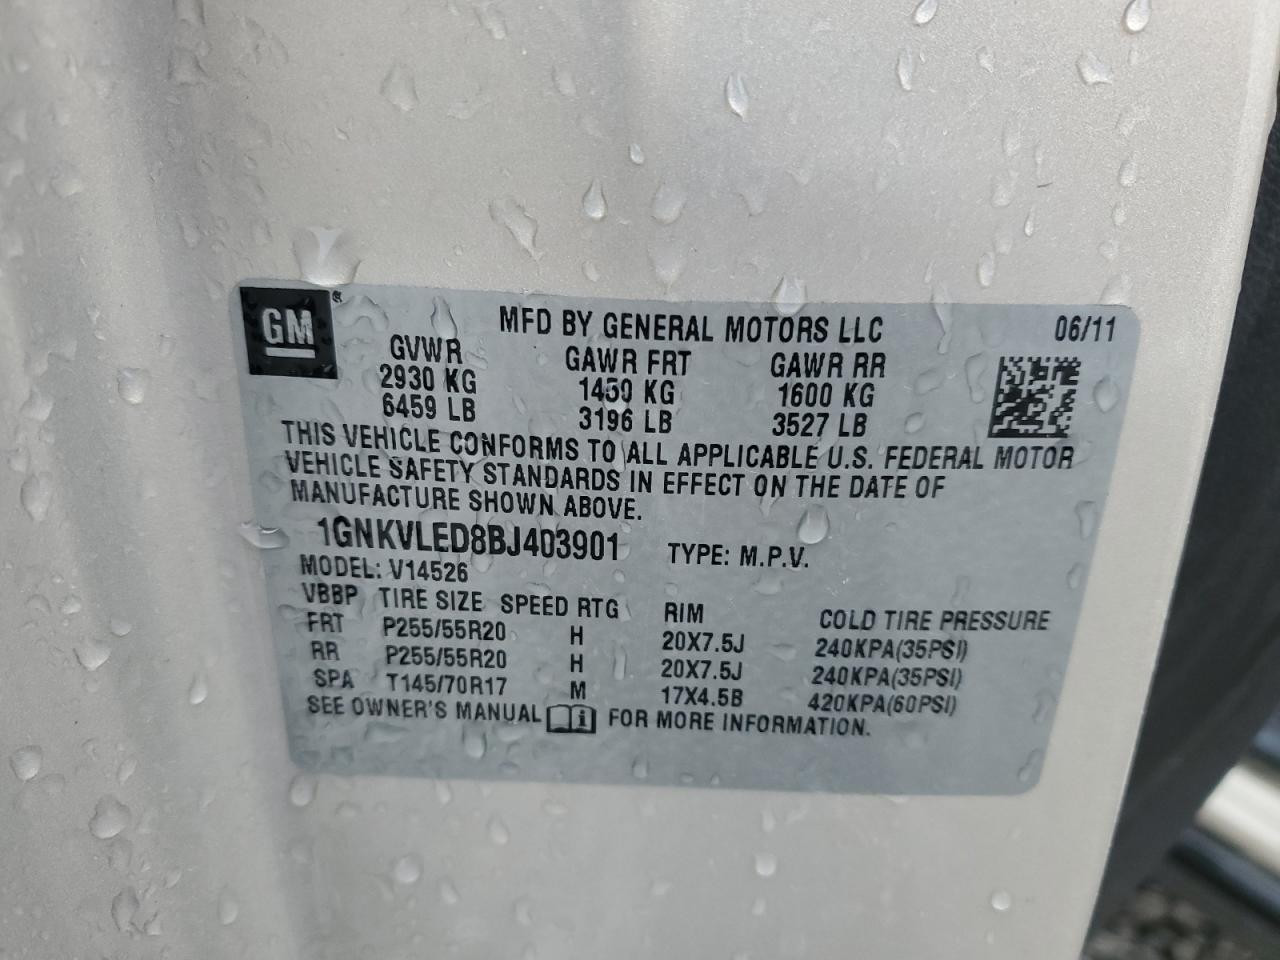 GM ®
MFD BY GENERAL MOTORS LLC 06/11
GVWR GAWR FRT GAWR RR
2930 KG 1450 KG 1600 KG
6459 LB 3196 LB 3527 LB
THIS VEHICLE CONFORMS TO ALL APPLICABLE U.S. FEDERAL MOTOR
VEHICLE SAFETY STANDARDS IN EFFECT ON THE DATE OF
MANUFACTURE SHOWN ABOVE.
1GNKVLED8BJ403901 TYPE: M.P.V.
MODEL: V14526
VBBP TIRE SIZE SPEED RTG RIM COLD TIRE PRESSURE
FRT P255/55R20 H 20X7.5J 240KPA(35PSI)
RR P255/55R20 H 20X7.5J 240KPA(35PSI)
SPA T145/70R17 M 17X4.5B 420KPA(60PSI)
SEE OWNER'S MANUAL FOR MORE INFORMATION.